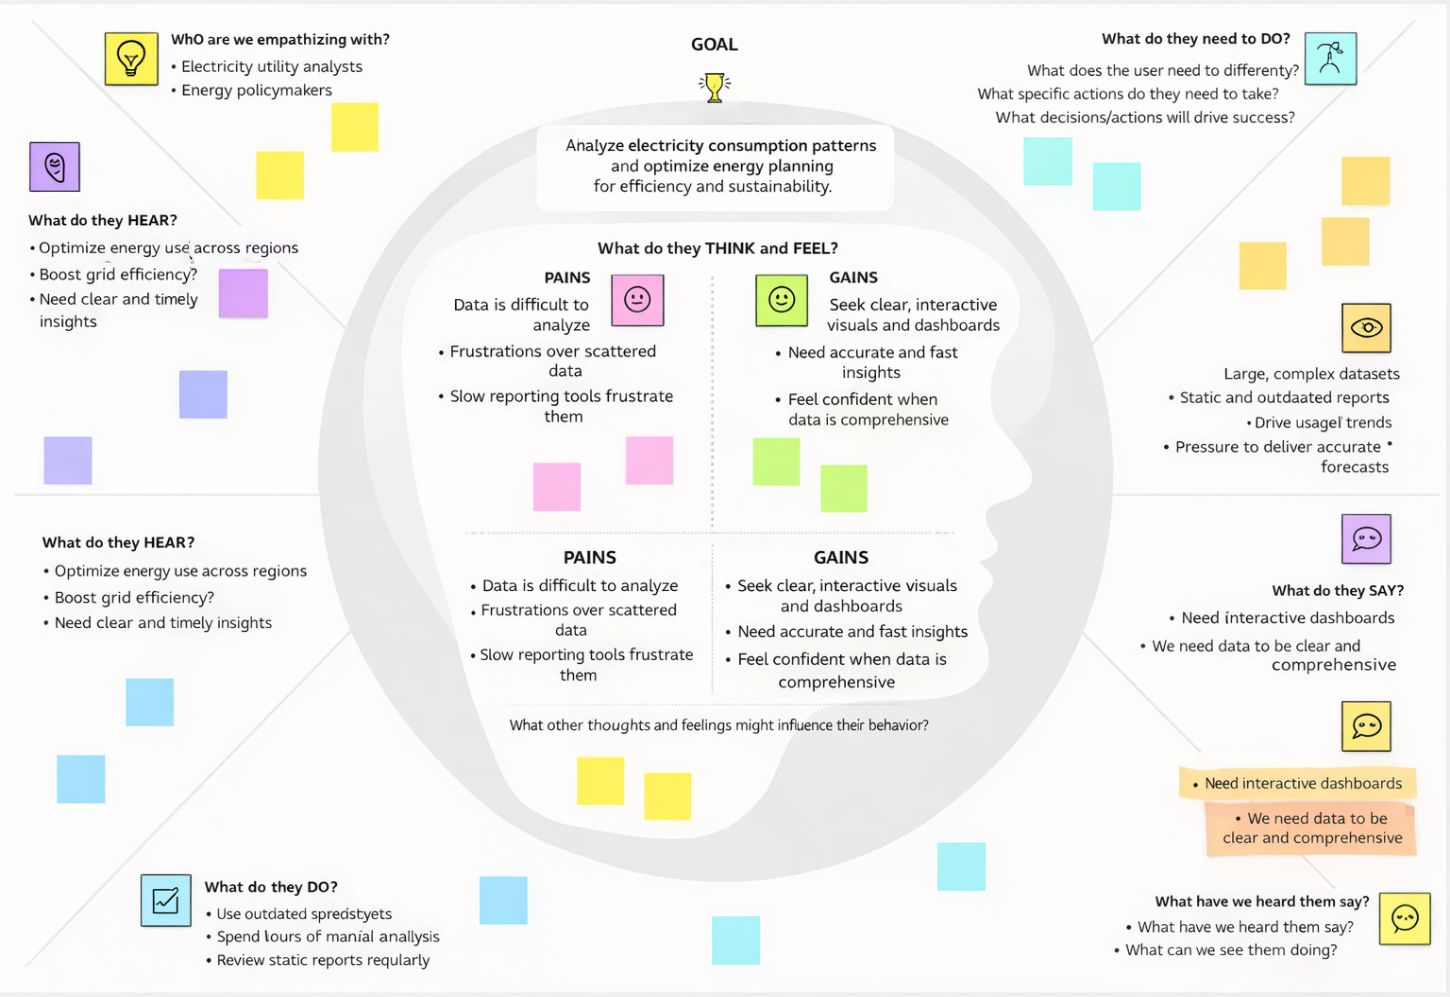 WhO are we empathizing with?
• Electricity utility analysts
• Energy policymakers
GOAL
What do they need to DO?
What does the user need to differenty?
What specific actions do they need to take?
What decisions/actions will drive success?
Analyze electricity consumption patterns
and optimize energy planning
for efficiency and sustainability.
What do they HEAR?
• Optimize energy use across regions
• Boost grid efficiency?
• Need clear and timely
insights
What do they THINK and FEEL?
PAINS
Data is difficult to
analyze
• Frustrations over scattered
data
• Slow reporting tools frustrate
them
GAINS
Seek clear, interactive
visuals and dashboards
• Need accurate and fast
insights
• Feel confident when
data is comprehensive
Large, complex datasets
• Static and outdaated reports
• Drive usagef trends
• Pressure to deliver accurate •
forecasts
What do they HEAR?
• Optimize energy use across regions
• Boost grid efficiency?
• Need clear and timely insights
PAINS
• Data is difficult to analyze
• Frustrations over scattered
data
• Slow reporting tools frustrate
them
GAINS
• Seek clear, interactive visuals
and dashboards
• Need accurate and fast insights
• Feel confident when data is
comprehensive
What other thoughts and feelings might influence their behavior?
What do they SAY?
• Need interactive dashboards
• We need data to be clear and
comprehensive
• Need interactive dashboards
• We need data to be
clear and comprehensive
What do they DO?
• Use outdated spredstyets
• Spend lours of maníal anallysis
• Review static reports reqularly
What have we heard them say?
• What have we heard them say?
• What can we see them doing?